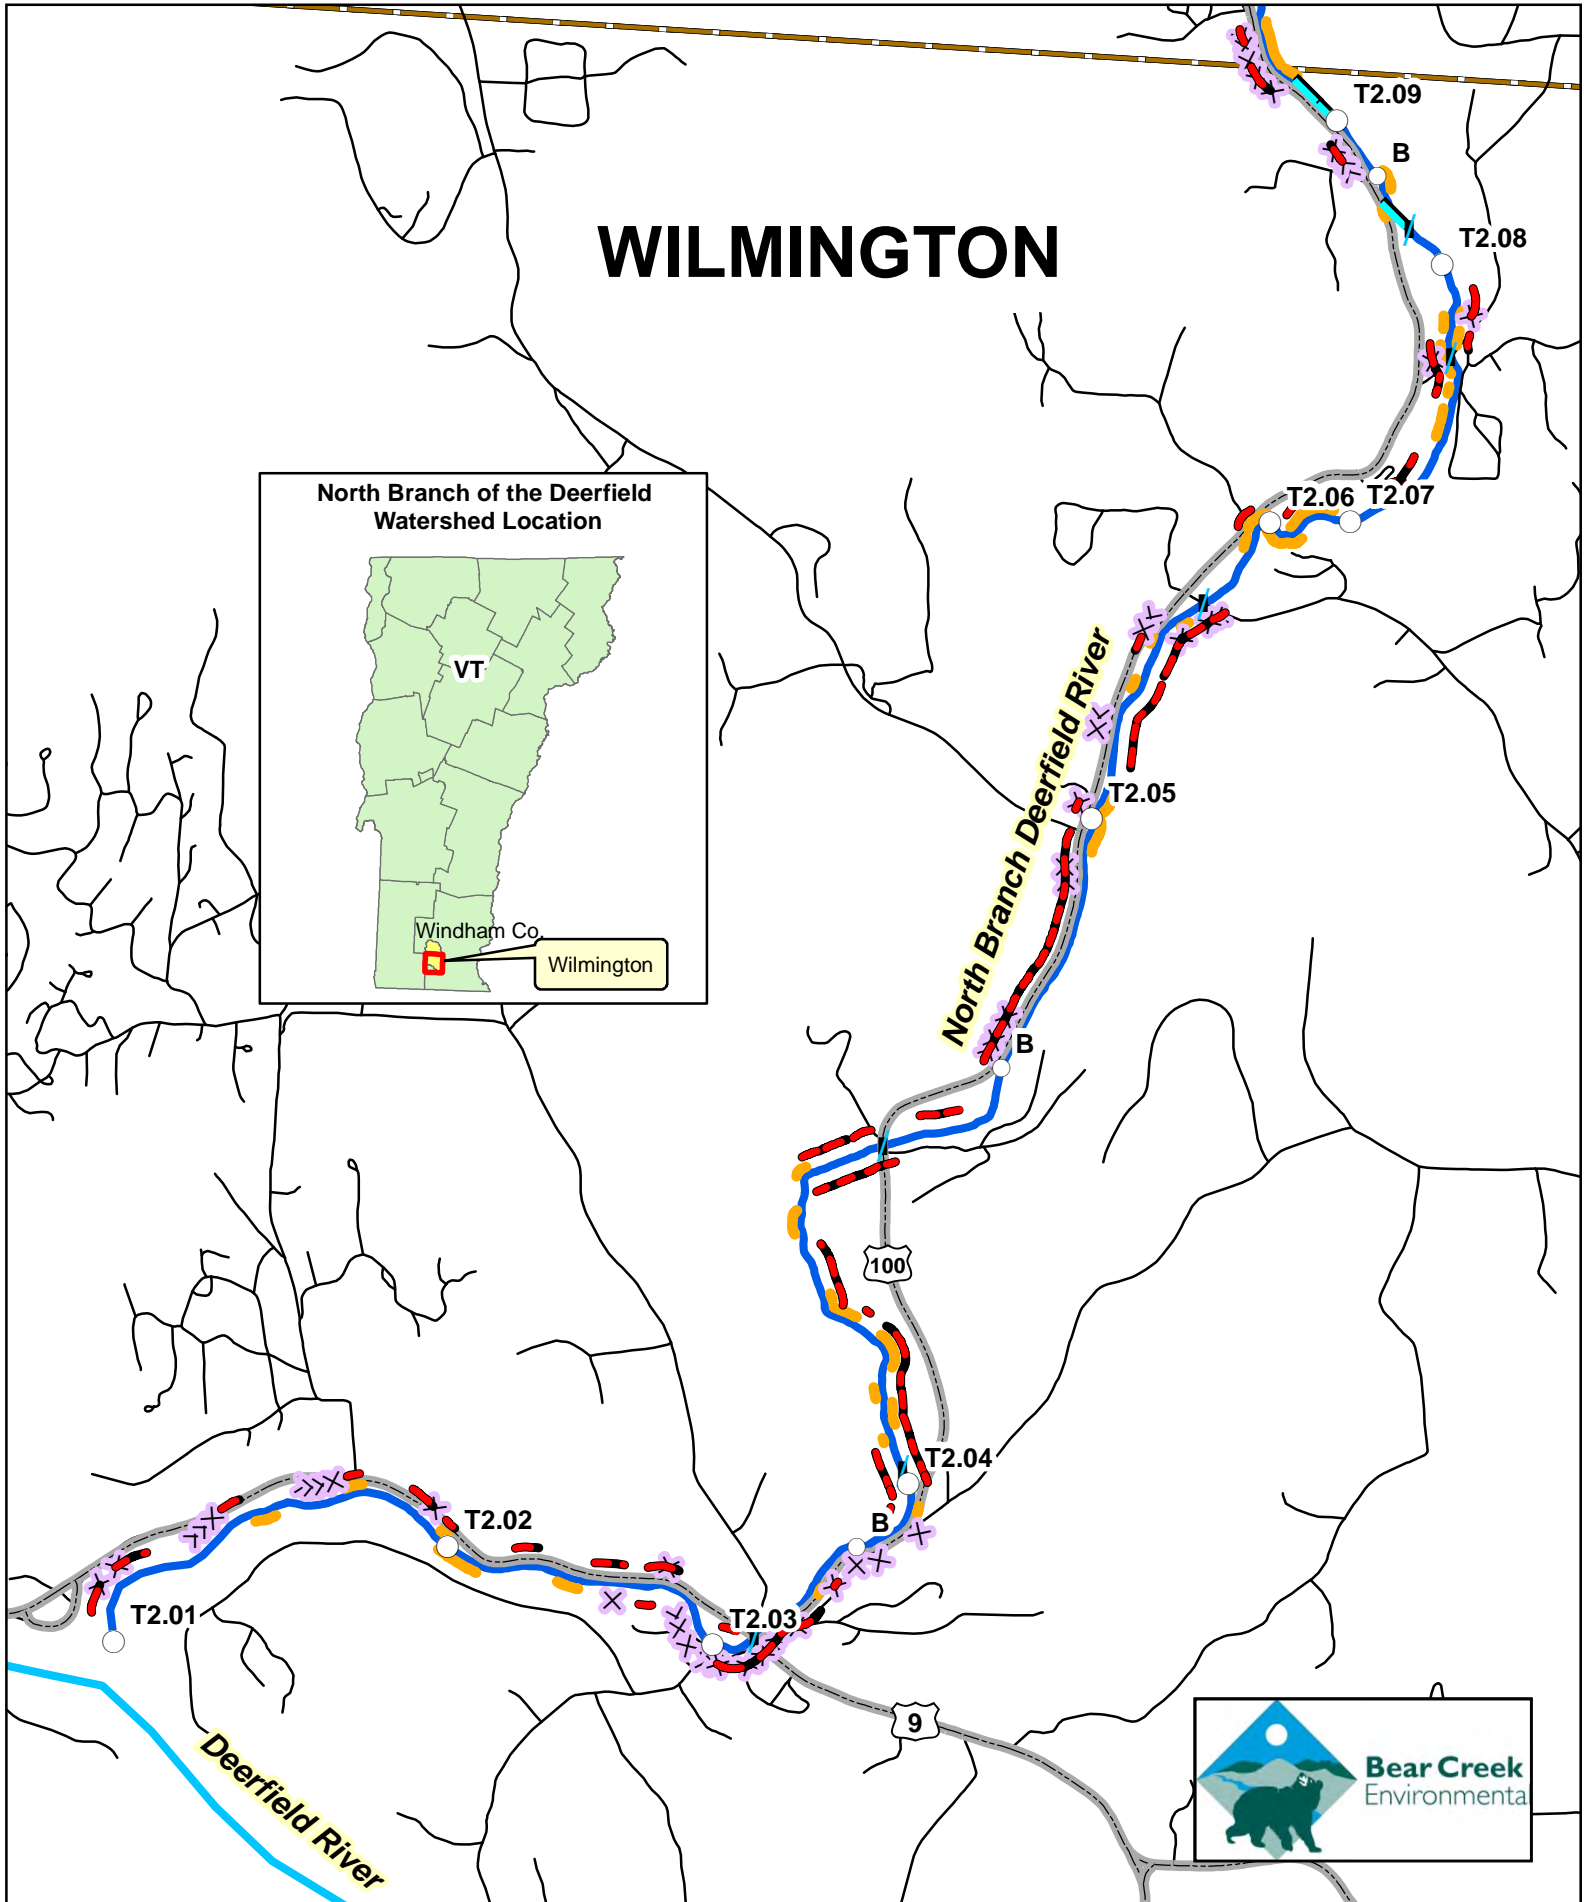 T2.09
B
WILMINGTON
T2.08
North Branch of the Deerfield
Watershed Location
T2.06
T2.07
VT
North Branch Deerfield River
T2.05
Windham Co.
Wilmington
B
100
T2.04
B
T2.02
T2.01
T2.03
9
Deerfield River
Bear Creek
Environmental